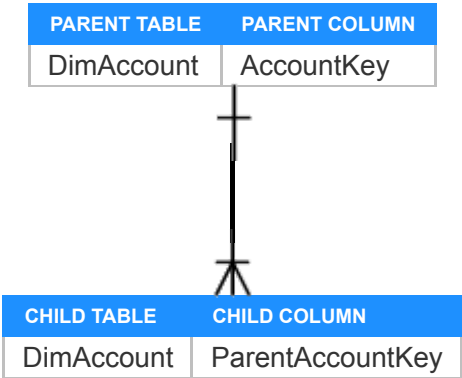 PARENT TABLE PARENT COLUMN
DimAccount AccountKey
CHILD TABLE CHILD COLUMN
DimAccount ParentAccountKey